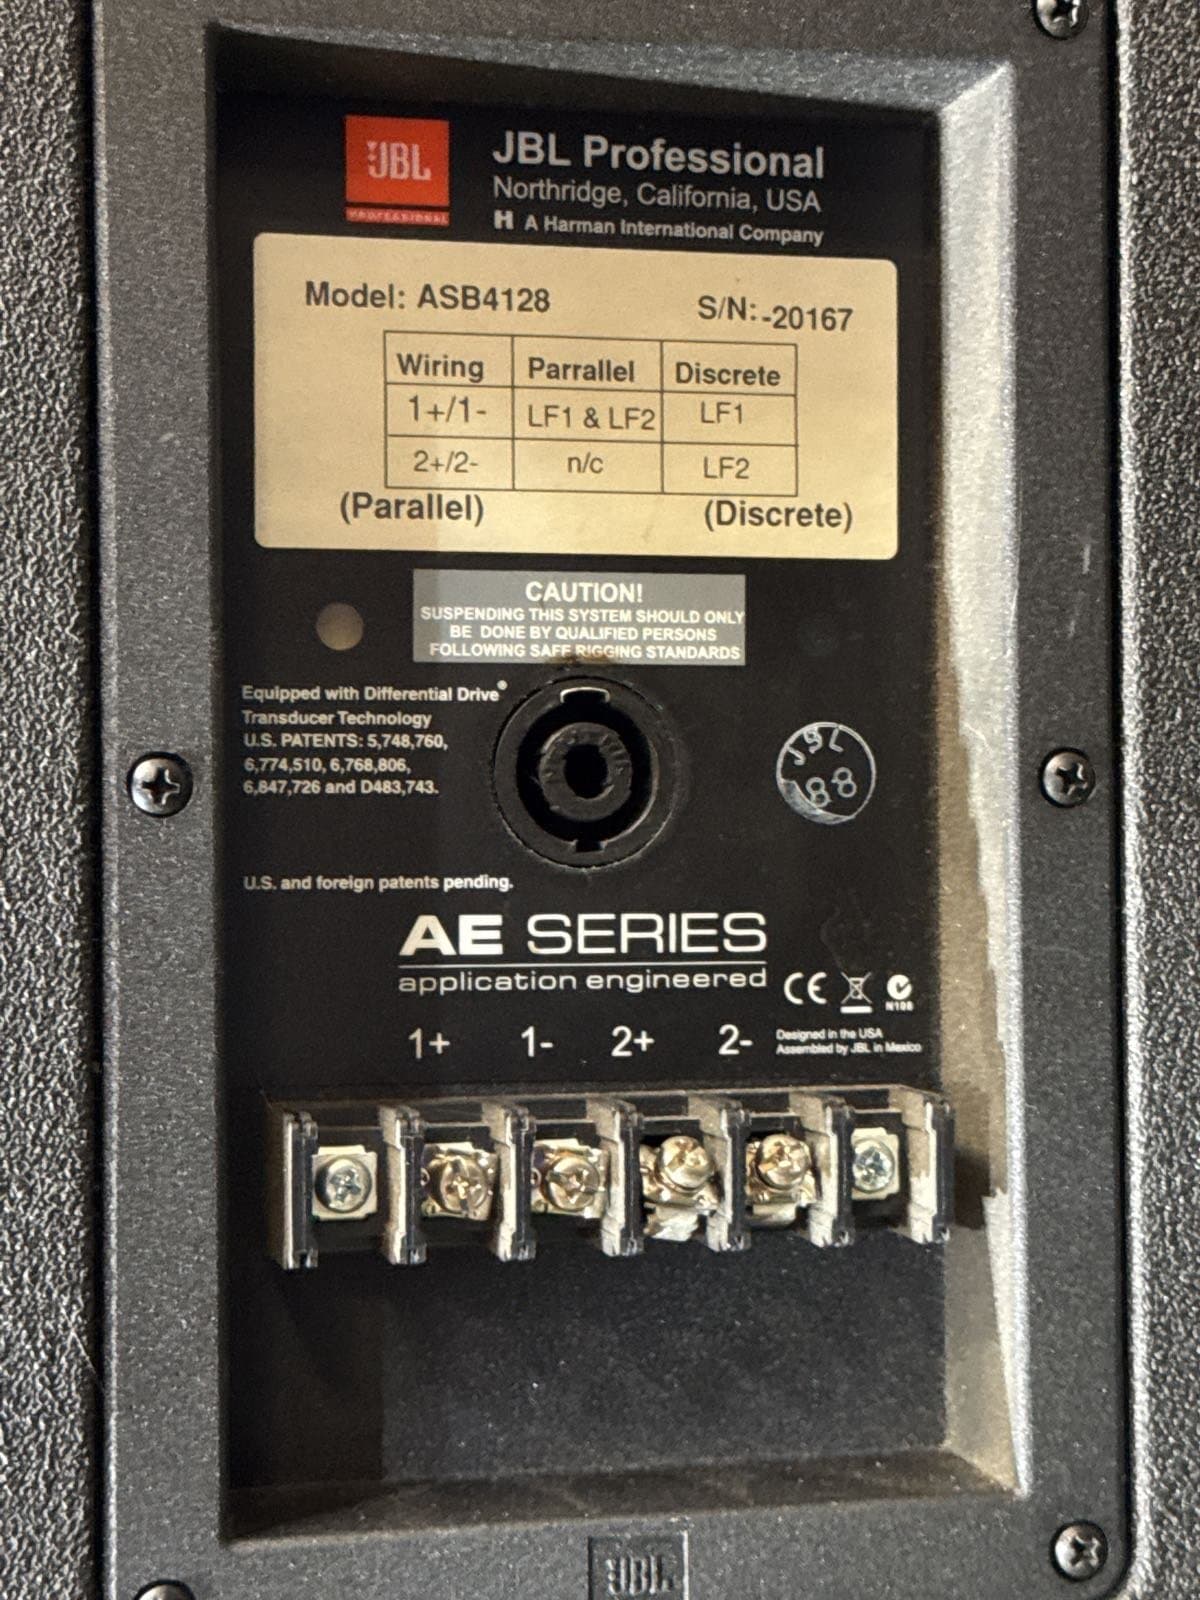 JBL
PROFESSIONAL
JBL Professional
Northridge, California, USA
H A Harman International Company
Model: ASB4128
S/N:-20167
Wiring Parrallel Discrete
1+/1- LF1 & LF2 LF1
2+/2- n/c LF2
(Parallel) (Discrete)
CAUTION!
SUSPENDING THIS SYSTEM SHOULD ONLY
BE DONE BY QUALIFIED PERSONS
FOLLOWING SAFE RIGGING STANDARDS
Equipped with Differential Drive®
Transducer Technology
U.S. PATENTS: 5,748,760,
6,774,510, 6,768,806,
6,847,726 and D483,743.
JBL
88
U.S. and foreign patents pending.
AE SERIES
application engineered
CE
N108
Designed in the USA
Assembled by JBL in Mexico
1+ 1- 2+ 2-
JBL